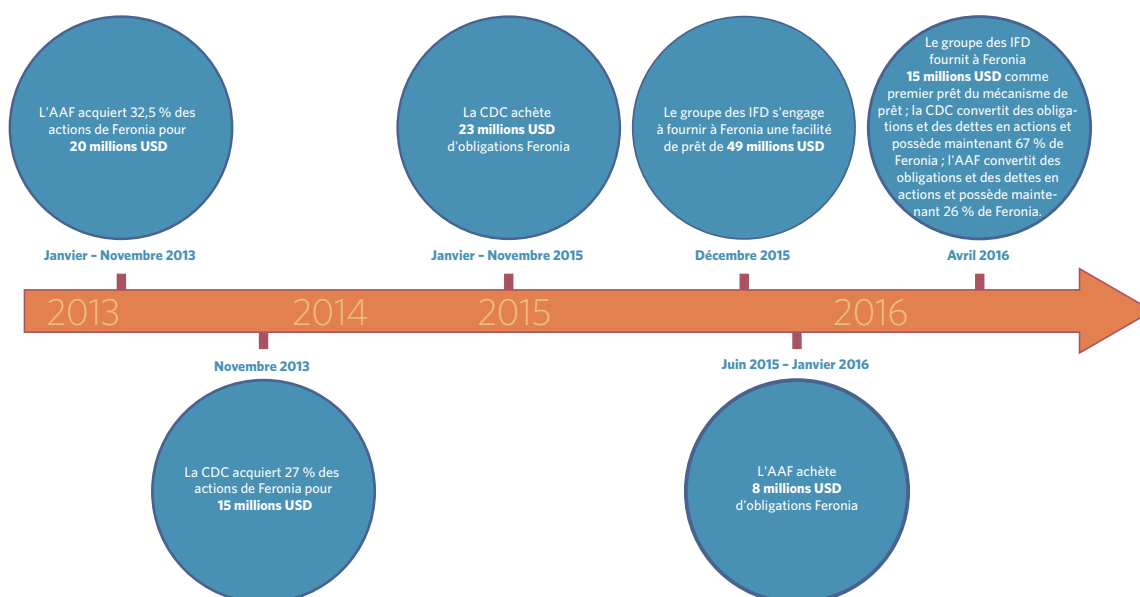 L'AAF acquiert 32,5 % des
actions de Feronia pour
20 millions USD
Janvier – Novembre 2013
La CDC achète
23 millions USD
d'obligations Feronia
Janvier – Novembre 2015
Le groupe des IFD s'engage
à fournir à Feronia une facilité
de prêt de 49 millions USD
Décembre 2015
Le groupe des IFD
fournit à Feronia
15 millions USD comme
premier prêt du mécanisme de
prêt ; la CDC convertit des obliga-
tions et des dettes en actions et
possède maintenant 67 % de
Feronia ; l'AAF convertit des
obligations et des dettes en
actions et possède mainte-
nant 26 % de Feronia.
Avril 2016
2013
2014
2015
2016
Novembre 2013
La CDC acquiert 27 % des
actions de Feronia pour
15 millions USD
Juin 2015 – Janvier 2016
L'AAF achète
8 millions USD
d'obligations Feronia